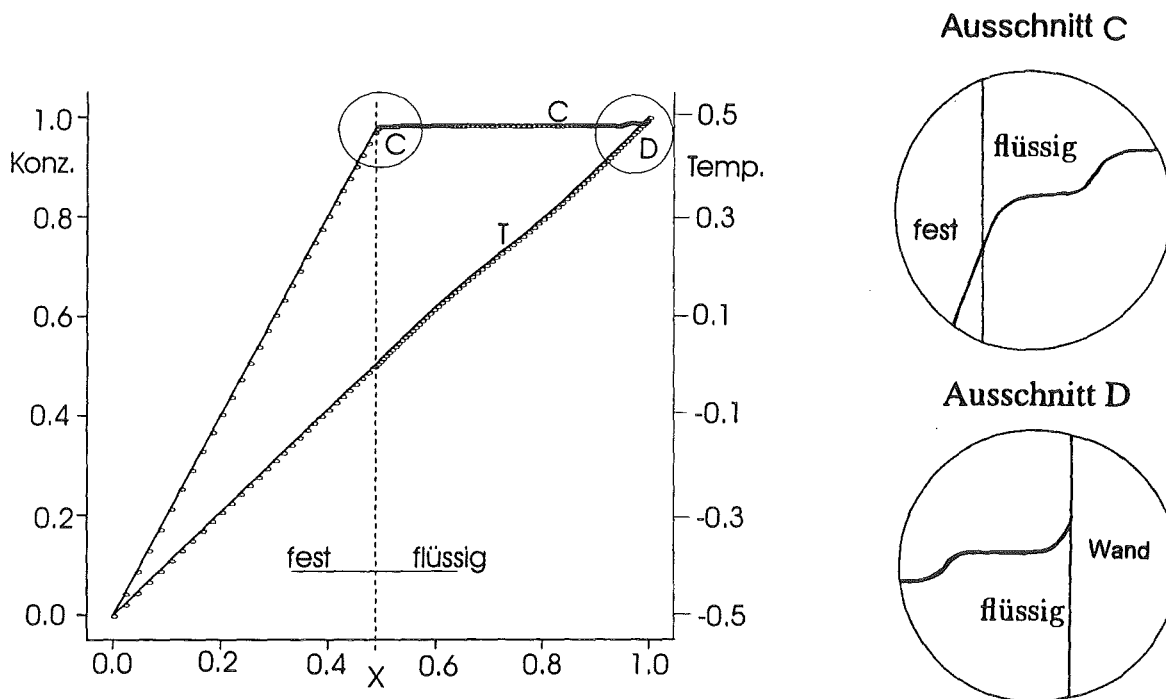 Ausschnitt C
1.0
Konz.
0.8
0.6
0.4
0.2
0.0
C
C
D
T
fest flüssig
0.5
Temp.
0.3
0.1
-0.1
-0.3
-0.5
0.0 0.2 0.4 0.6 0.8 1.0
X
flüssig
fest
Ausschnitt D
Wand
flüssig